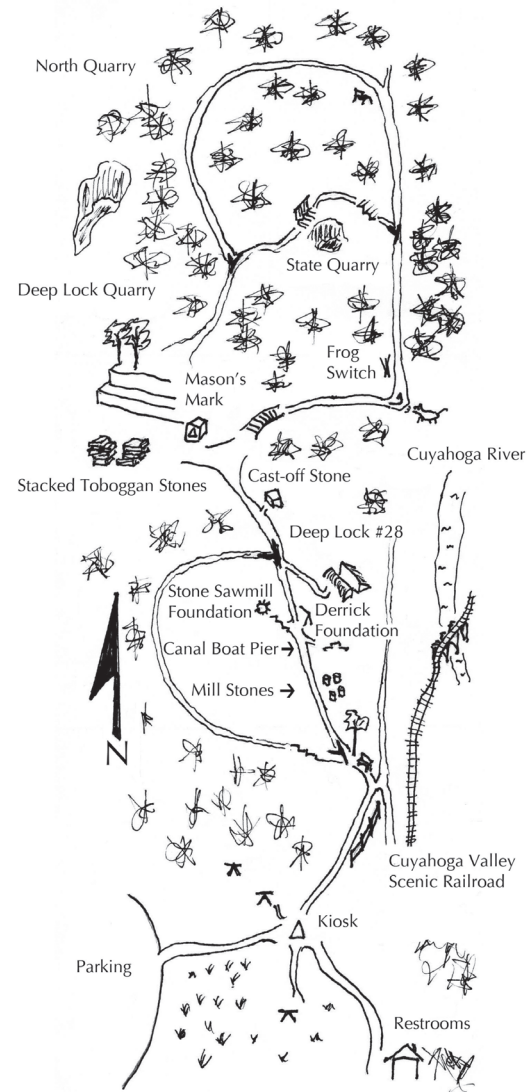 North Quarry
State Quarry
Deep Lock Quarry
Frog
Switch
Mason's
Mark
Cuyahoga River
Cast-off Stone
Stacked Toboggan Stones
Deep Lock #28
Stone Sawmill
Foundation
Derrick
Foundation
Canal Boat Pier
Mill Stones
N
Cuyahoga Valley
Scenic Railroad
Kiosk
Parking
Restrooms